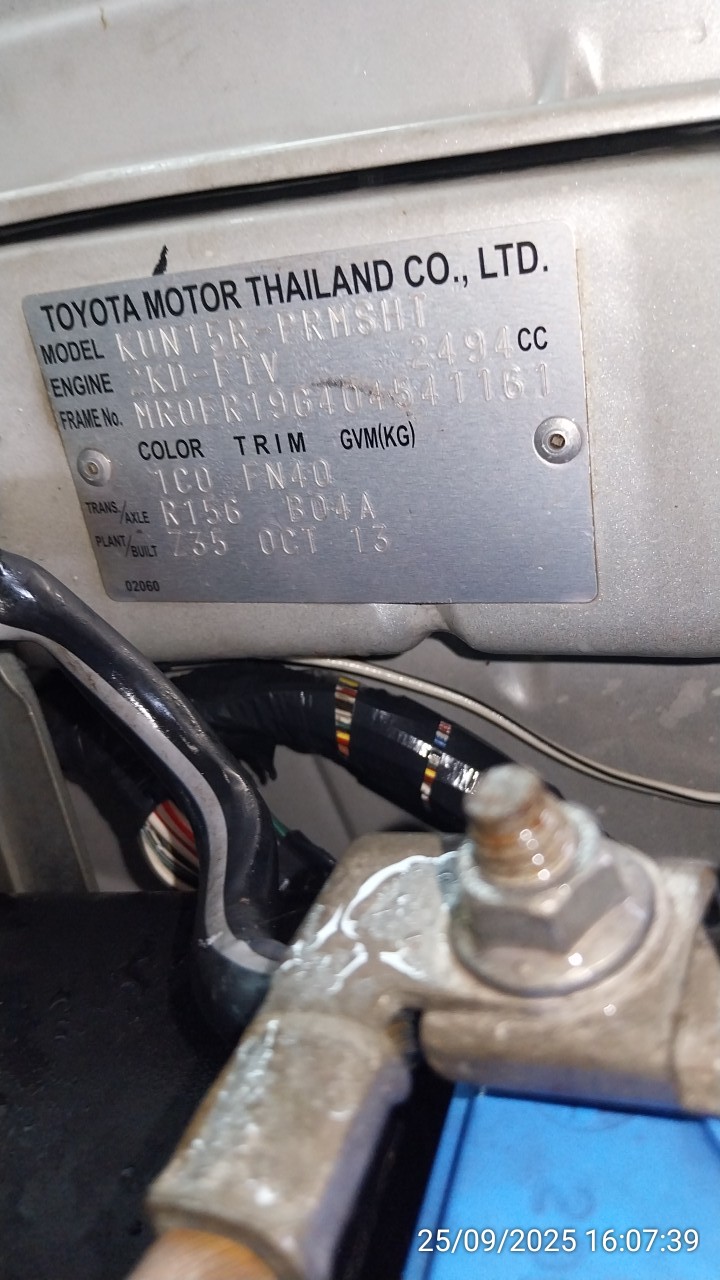 TOYOTA MOTOR THAILAND CO., LTD.
MODEL KUN15R-PRMSHT
ENGINE 2KD-FTV 2494 CC
FRAME No. MR0ER19G404541161
COLOR TRIM GVM(KG)
1C0 FN40
TRANS./AXLE R156 B04A
PLANT/BUILT Z35 OCT 13
02060
25/09/2025 16:07:39